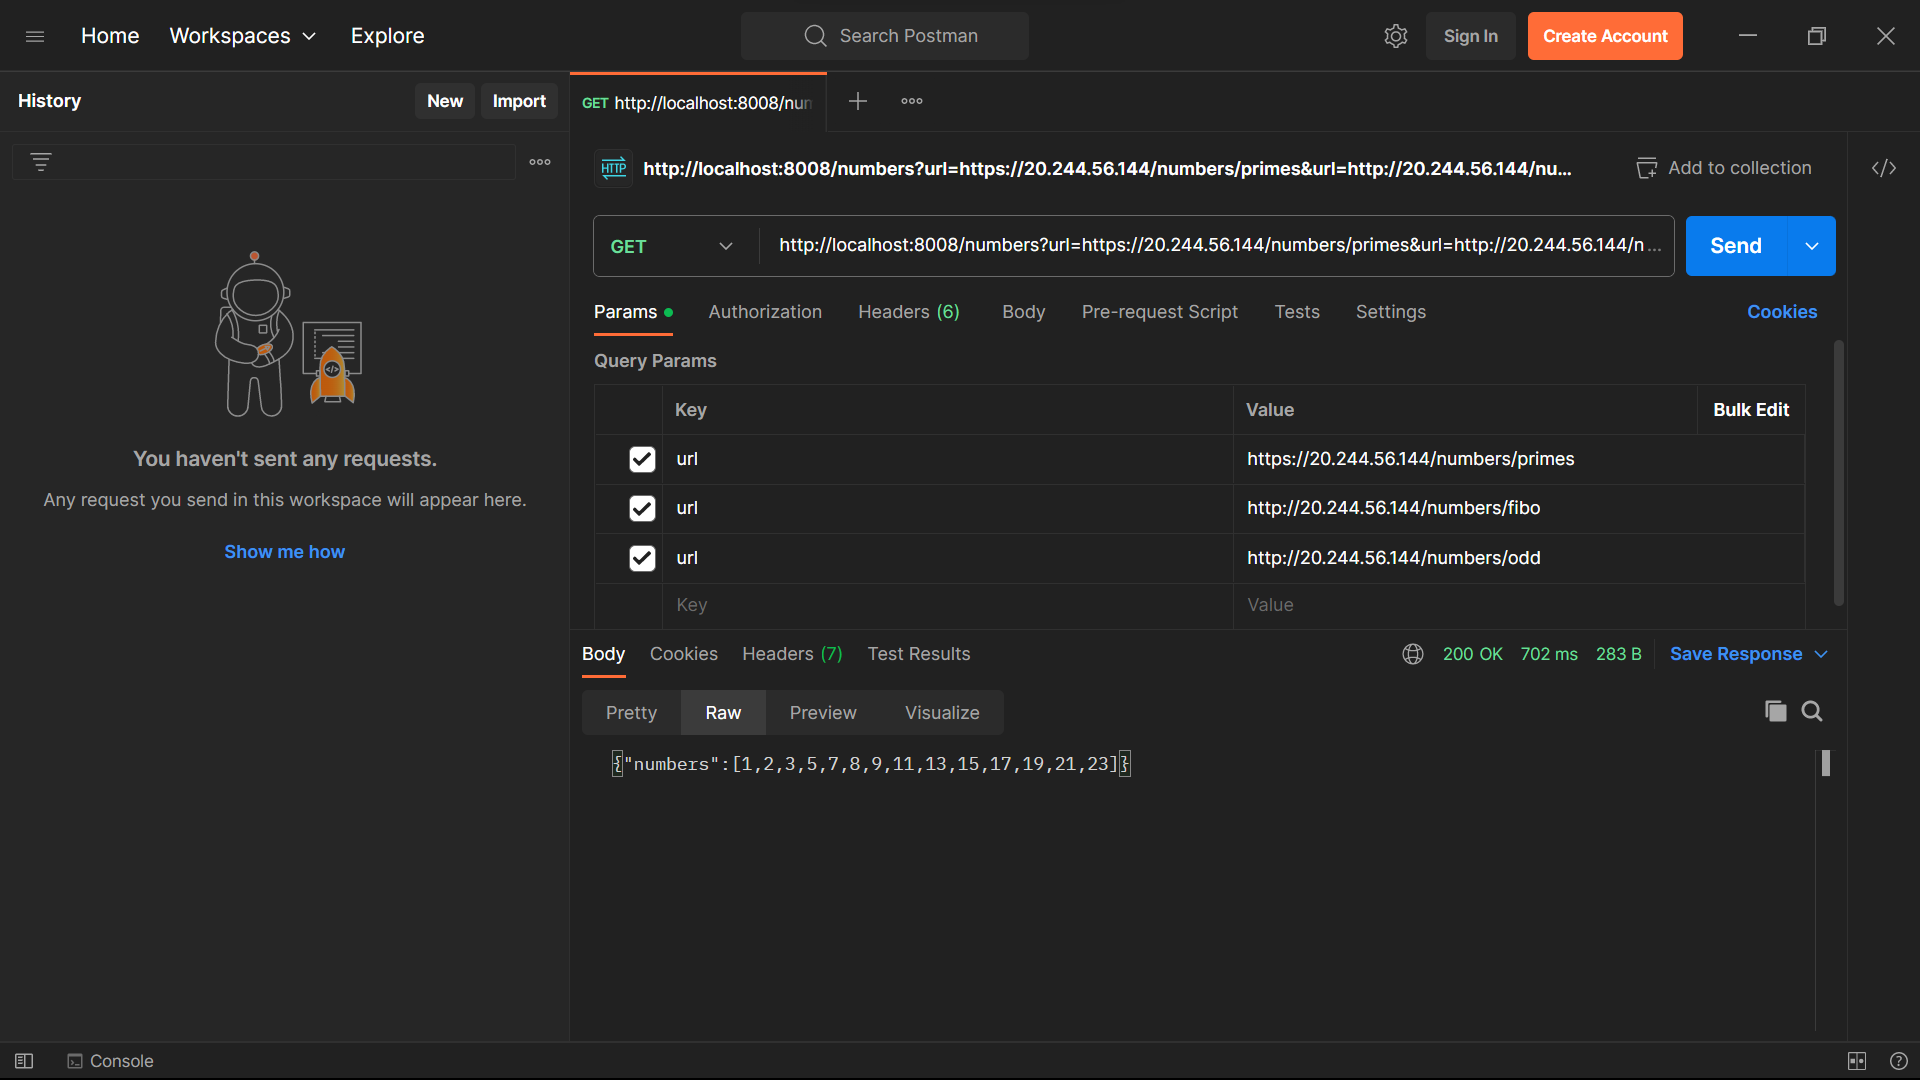 Home Workspaces Explore
Search Postman
Sign In Create Account
History New Import
GET http://localhost:8008/num
HTTP http://localhost:8008/numbers?url=https://20.244.56.144/numbers/primes&url=http://20.244.56.144/nu... Add to collection </>
GET http://localhost:8008/numbers?url=https://20.244.56.144/numbers/primes&url=http://20.244.56.144/n ... Send
Params Authorization Headers (6) Body Pre-request Script Tests Settings Cookies
Query Params
Key Value Bulk Edit
url https://20.244.56.144/numbers/primes
url http://20.244.56.144/numbers/fibo
url http://20.244.56.144/numbers/odd
Key Value
</>
You haven't sent any requests.
Any request you send in this workspace will appear here.
Show me how
Body Cookies Headers (7) Test Results 200 OK 702 ms 283 B Save Response
Pretty Raw Preview Visualize
{"numbers":[1,2,3,5,7,8,9,11,13,15,17,19,21,23]}
Console ?